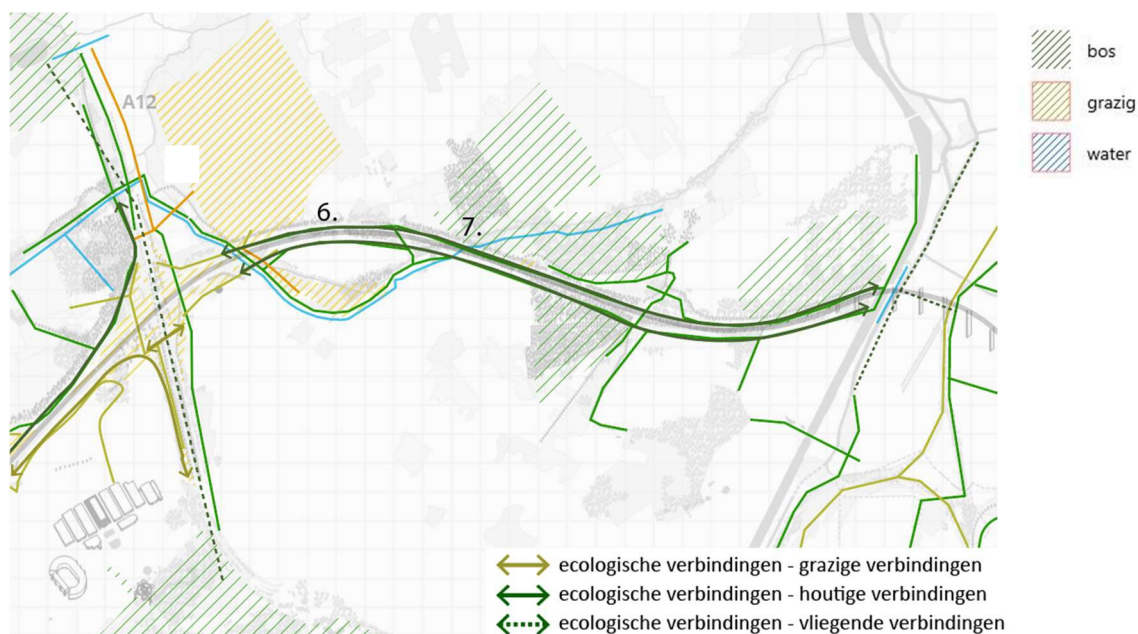 bos
A12
grazig
water
6.
7.
ecologische verbindingen - grazige verbindingen
ecologische verbindingen - houtige verbindingen
ecologische verbindingen - vliegende verbindingen